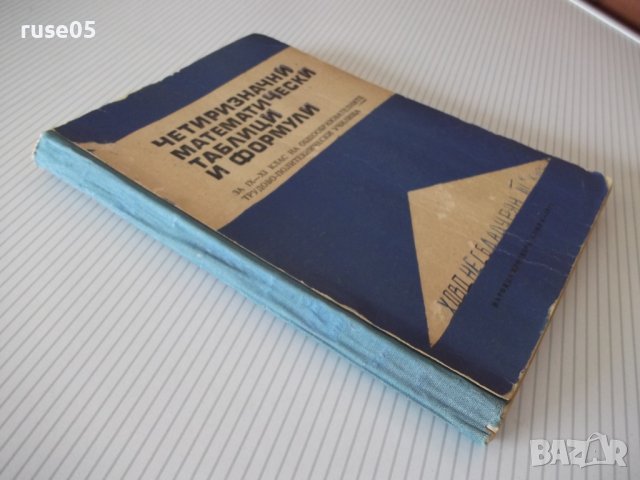 ruse05
ЧЕТИРИЗНАЧНИ
МАТЕМАТИЧЕСКИ
ТАБЛИЦИ
И ФОРМУЛИ
ЗА IX—XI КЛАС НА ОБЩООБРАЗОВАТЕЛНИТЕ
ТРУДОВО-ПОЛИТЕХНИЧЕСКИ УЧИЛИЩА
BAZAR